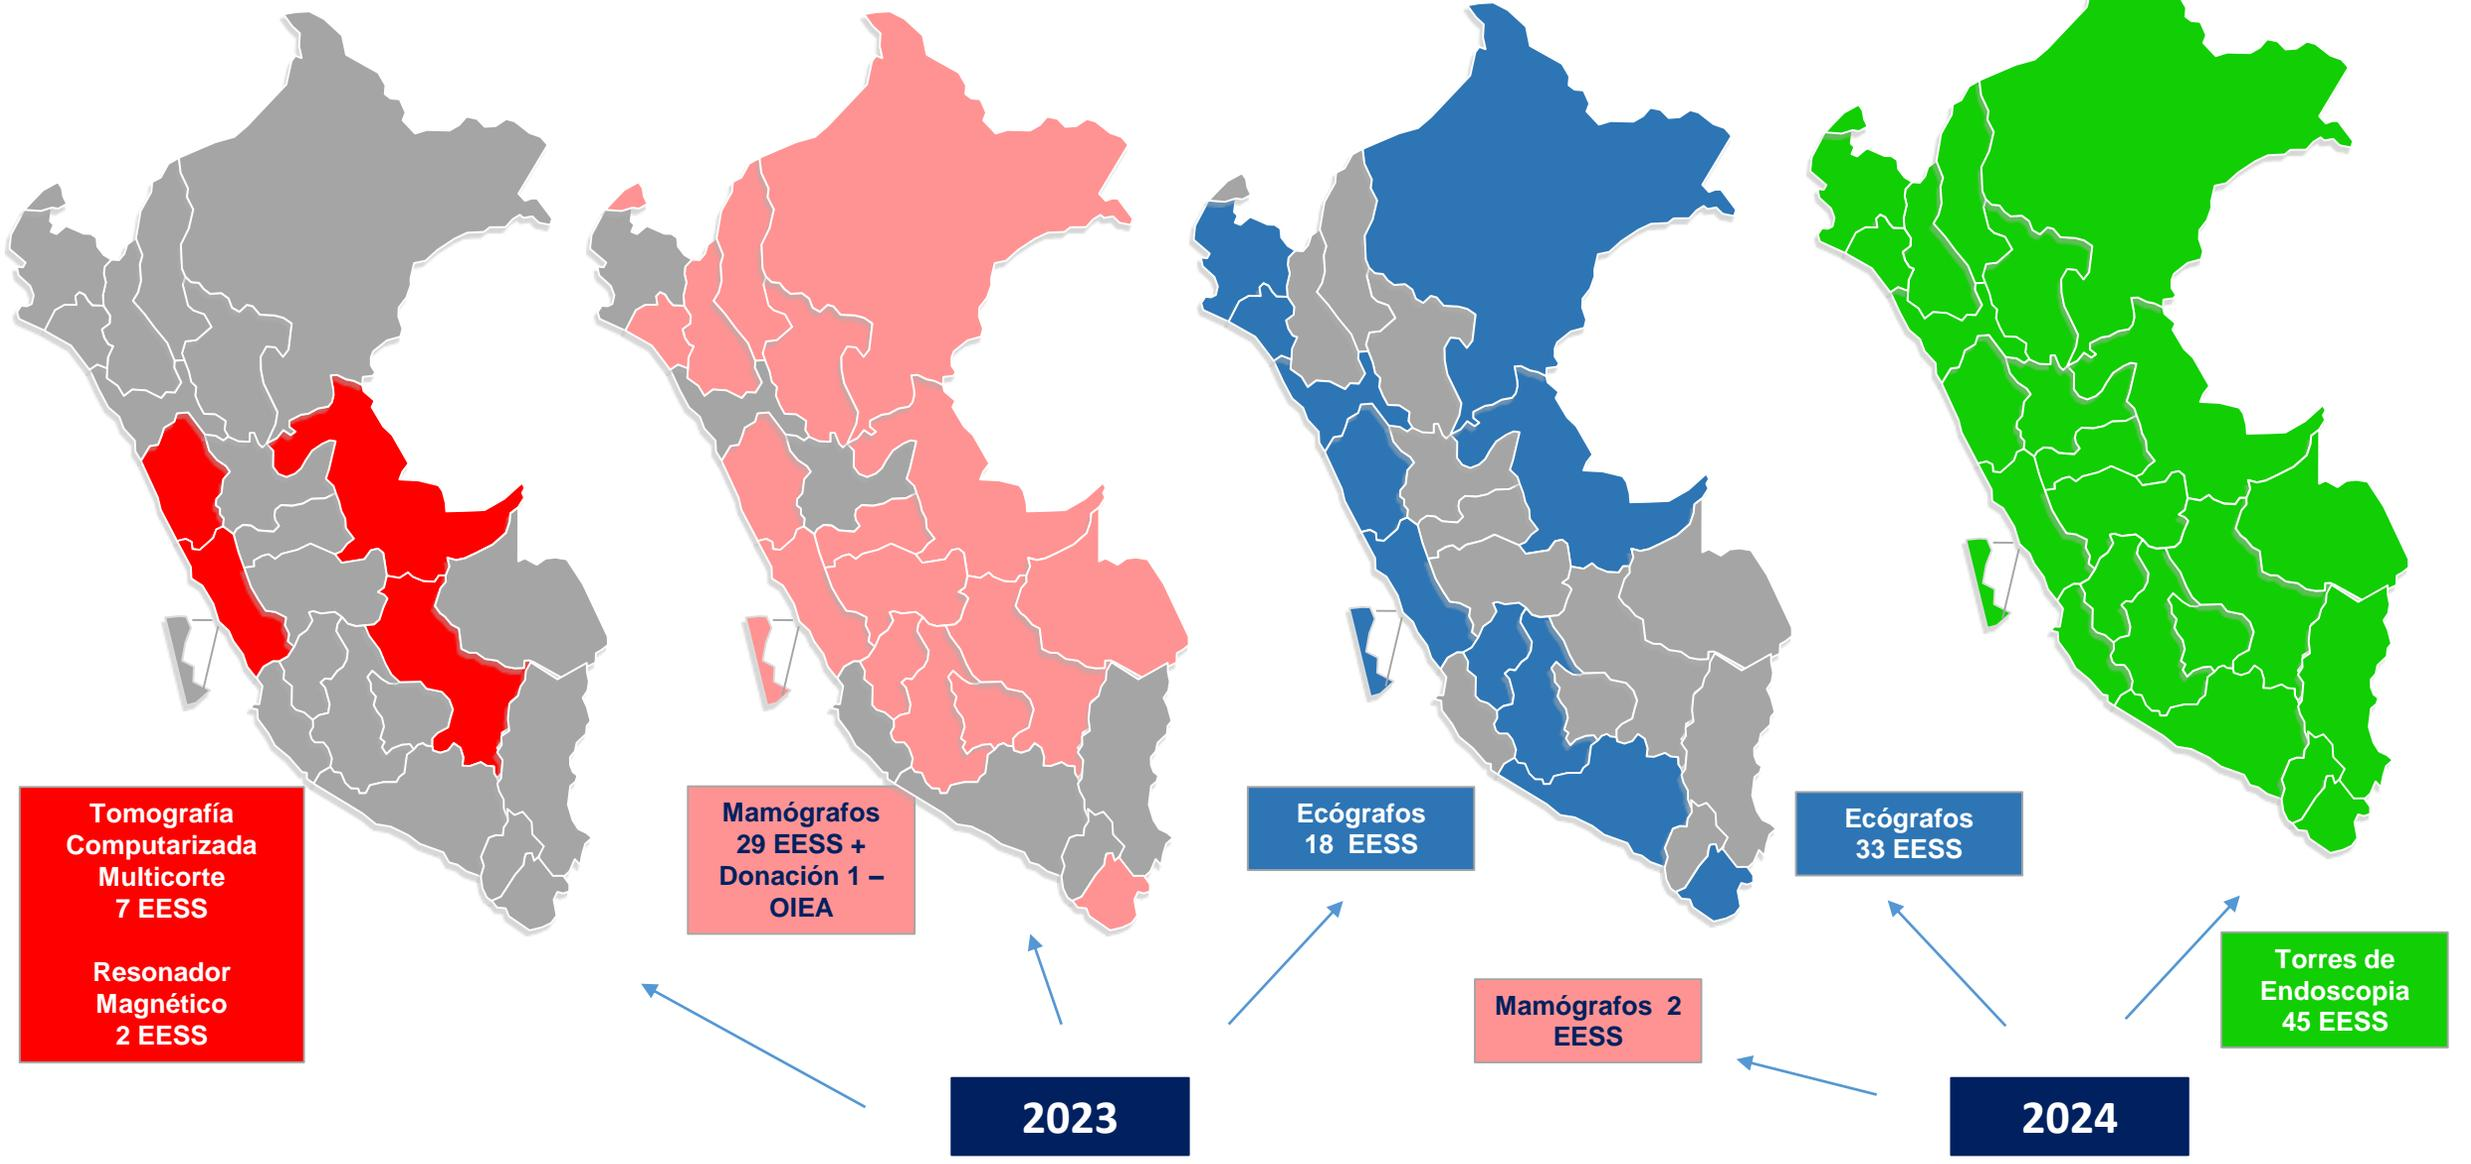 Tomografía
Computarizada
Multicorte
7 EESS
Resonador
Magnético
2 EESS
Mamógrafos
29 EESS +
Donación 1 –
OIEA
Ecógrafos
18 EESS
Ecógrafos
33 EESS
Mamógrafos 2
EESS
Torres de
Endoscopia
45 EESS
2023
2024